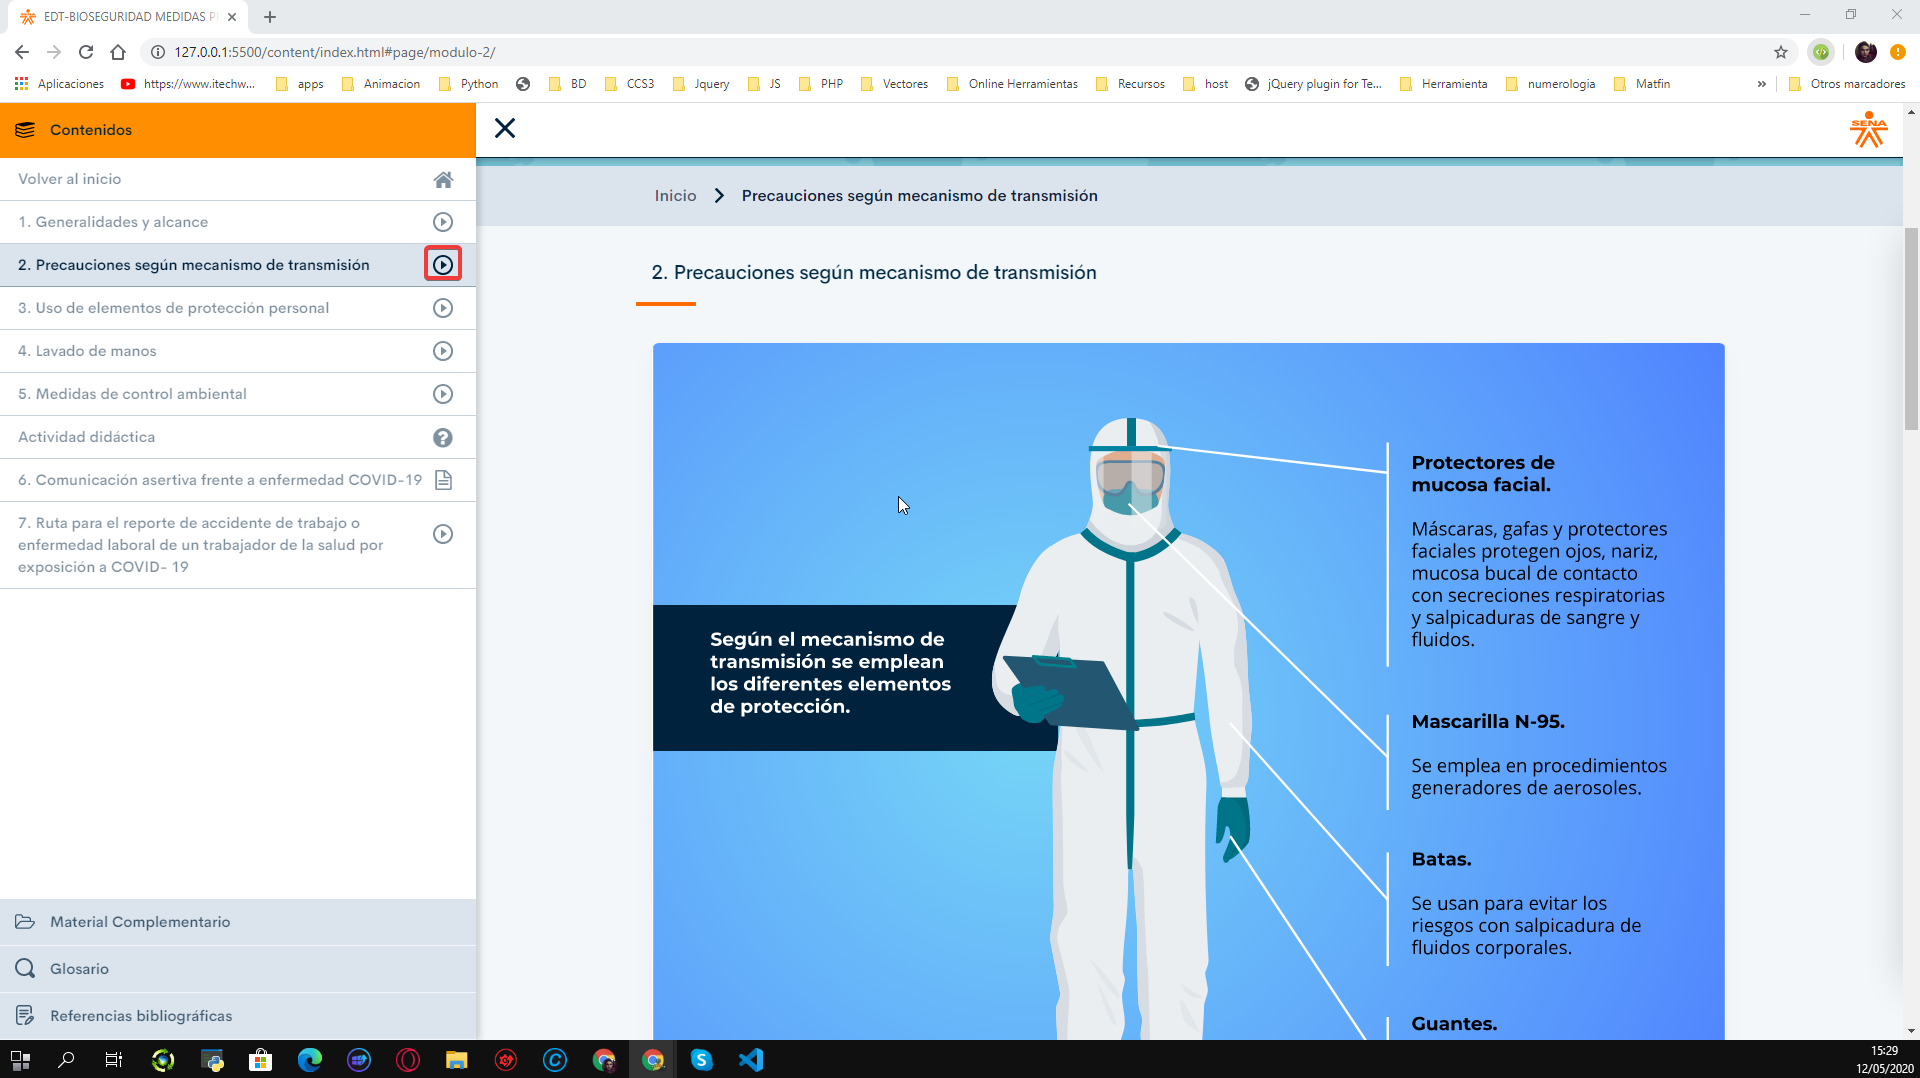 EDT-BIOSEGURIDAD MEDIDAS P
127.0.0.1:5500/content/index.html#page/modulo-2/
Aplicaciones
https://www.itechw...
apps
Animacion
Python
BD
CCS3
Jquery
JS
PHP
Vectores
Online Herramientas
Recursos
host
jQuery plugin for Te...
Herramienta
numerologia
Matfin
»
Otros marcadores
Contenidos
SENA
Volver al inicio
1. Generalidades y alcance
2. Precauciones según mecanismo de transmisión
3. Uso de elementos de protección personal
4. Lavado de manos
5. Medidas de control ambiental
Actividad didáctica
6. Comunicación asertiva frente a enfermedad COVID-19
7. Ruta para el reporte de accidente de trabajo o
enfermedad laboral de un trabajador de la salud por
exposición a COVID- 19
Material Complementario
Glosario
Referencias bibliográficas
Inicio
Precauciones según mecanismo de transmisión
2. Precauciones según mecanismo de transmisión
Según el mecanismo de
transmisión se emplean
los diferentes elementos
de protección.
Protectores de
mucosa facial.
Máscaras, gafas y protectores
faciales protegen ojos, nariz,
mucosa bucal de contacto
con secreciones respiratorias
y salpicaduras de sangre y
fluidos.
Mascarilla N-95.
Se emplea en procedimientos
generadores de aerosoles.
Batas.
Se usan para evitar los
riesgos con salpicadura de
fluidos corporales.
Guantes.
15:29
12/05/2020